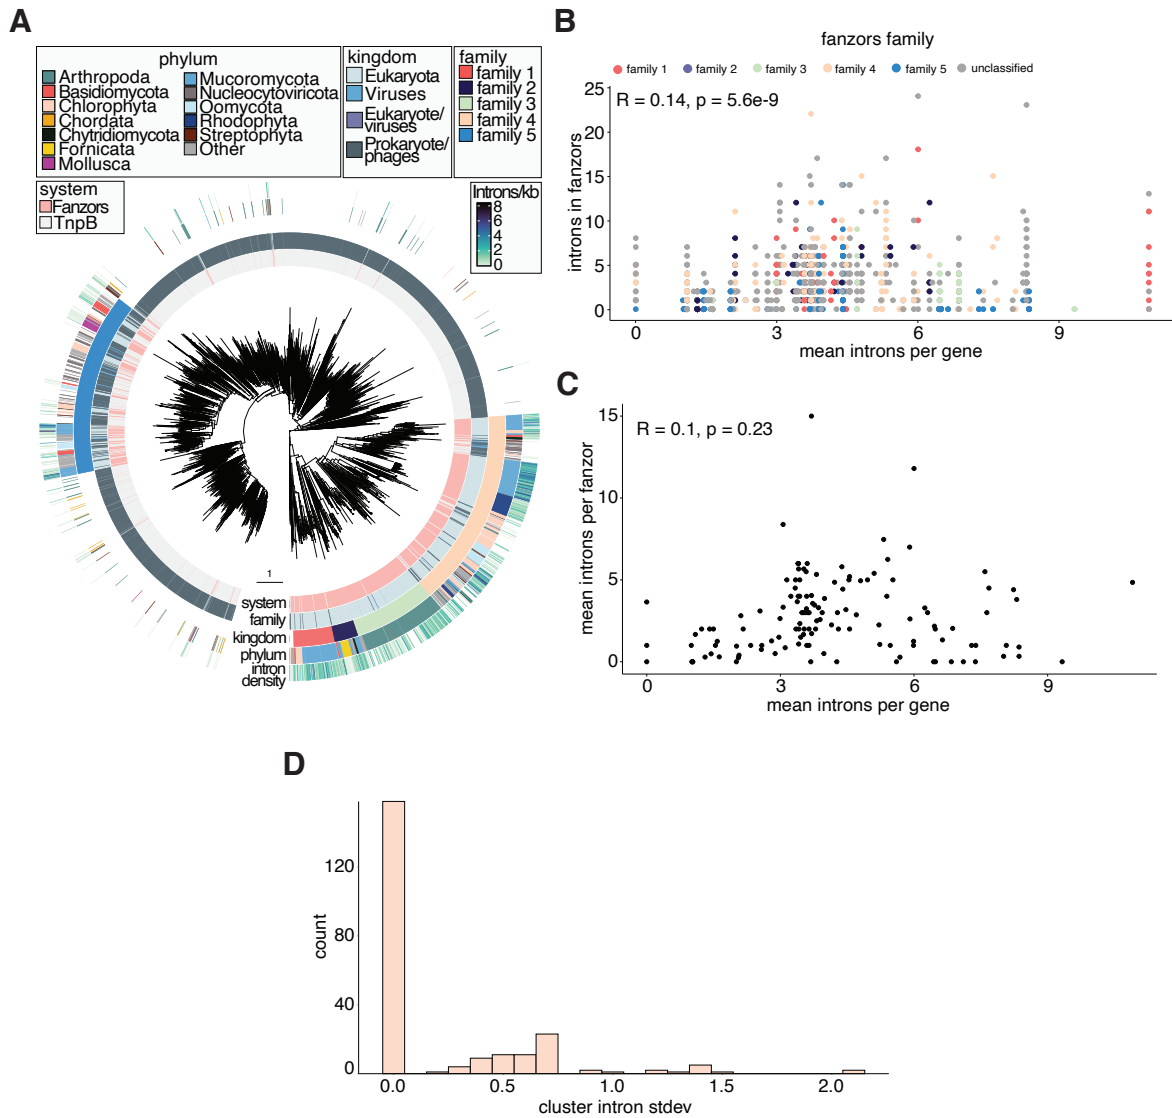 A
phylum
Arthropoda
Basidiomycota
Chlorophyta
Chordata
Chytridiomycota
Fornicata
Mollusca
Mucoromycota
Nucleocytoviricota
Oomycota
Rhodophyta
Streptophyta
Other
kingdom
Eukaryota
Viruses
Eukaryote/
viruses
Prokaryote/
phages
family
family 1
family 2
family 3
family 4
family 5
system
Fanzors
TnpB
Introns/kb
8
6
4
2
0
1
system
family
kingdom
phylum
intron
density
B
fanzors family
family 1 family 2 family 3 family 4 family 5 unclassified
R = 0.14, p = 5.6e-9
introns in fanzors
25
20
15
10
5
0
0 3 6 9
mean introns per gene
C
R = 0.1, p = 0.23
mean introns per fanzor
15
10
5
0
0 3 6 9
mean introns per gene
D
count
120
80
40
0
0.0 0.5 1.0 1.5 2.0
cluster intron stdev